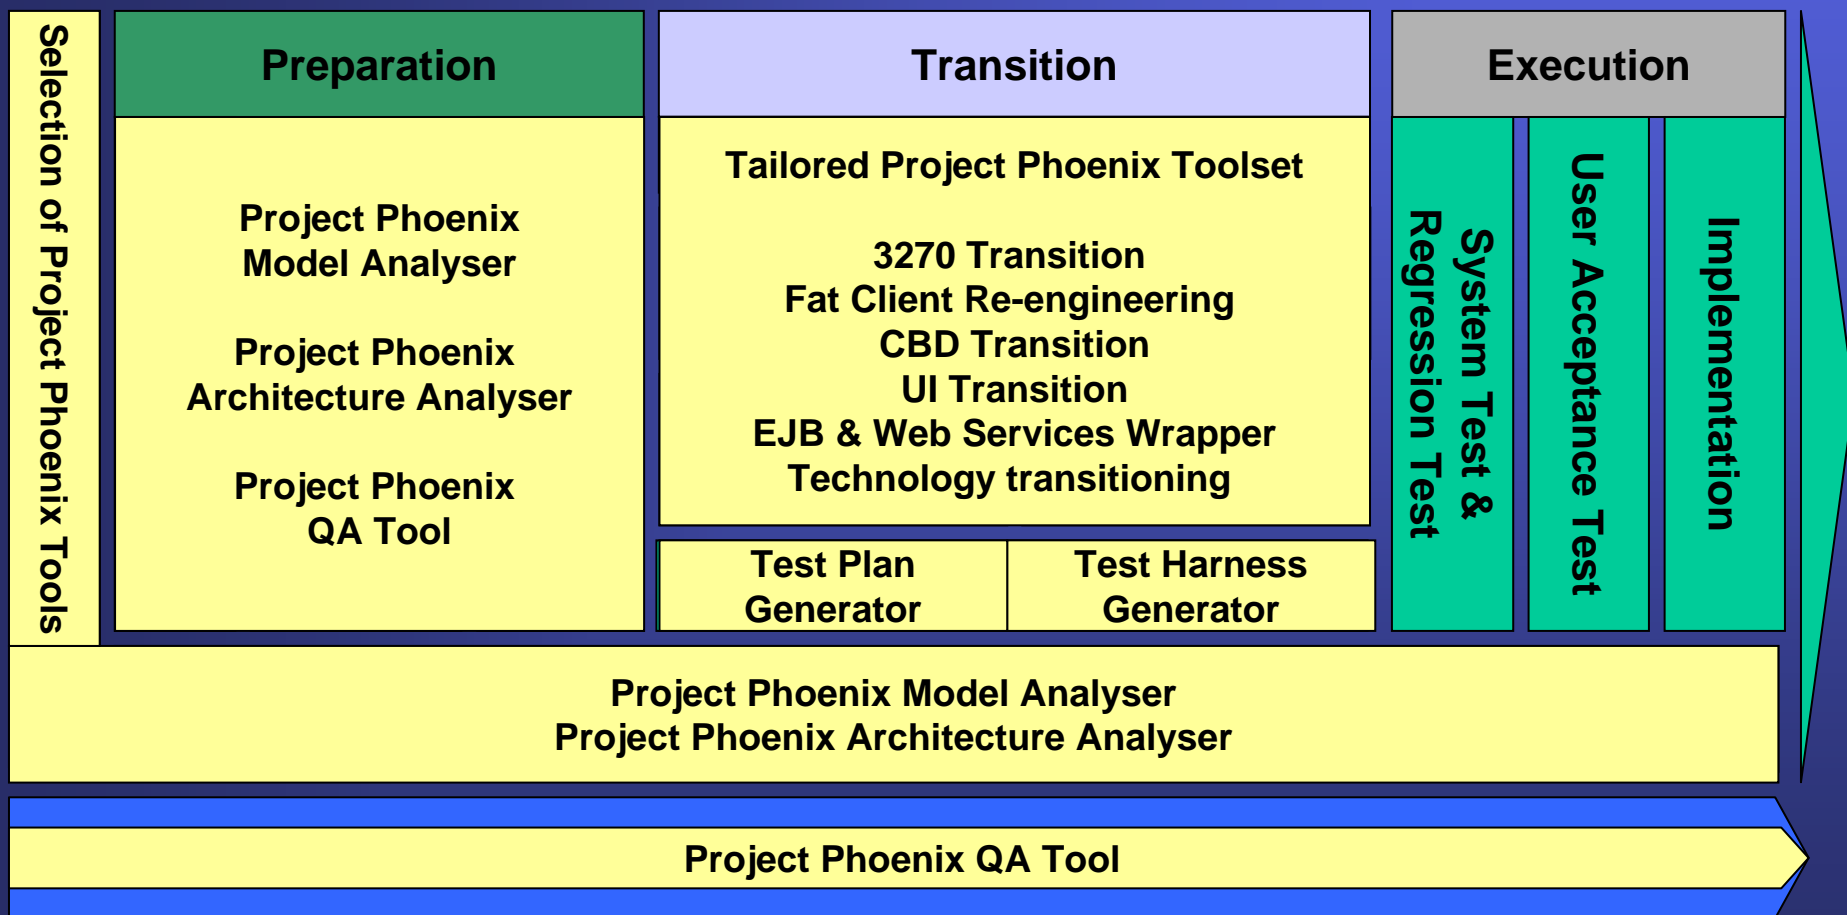 Selection of Project Phoenix Tools
Preparation
Project Phoenix
Model Analyser
Project Phoenix
Architecture Analyser
Project Phoenix
QA Tool
Transition
Tailored Project Phoenix Toolset
3270 Transition
Fat Client Re-engineering
CBD Transition
UI Transition
EJB & Web Services Wrapper
Technology transitioning
Test Plan
Generator
Test Harness
Generator
Execution
System Test &
Regression Test
User Acceptance Test
Implementation
Project Phoenix Model Analyser
Project Phoenix Architecture Analyser
Project Phoenix QA Tool